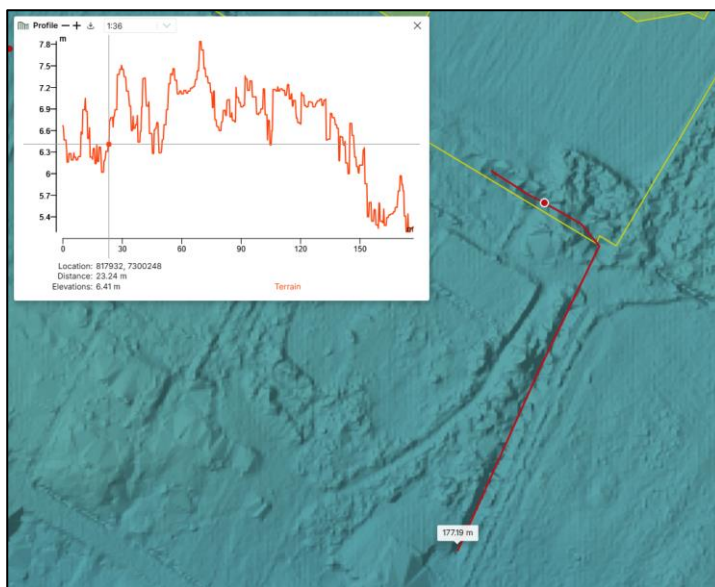 Profile 1:36
m
7.8
7.5
7.2
6.9
6.6
6.3
6
5.7
5.4
0 30 60 90 120 150
Location: 817932, 7300248
Distance: 23.24 m
Elevations: 6.41 m
Terrain
177.19 m